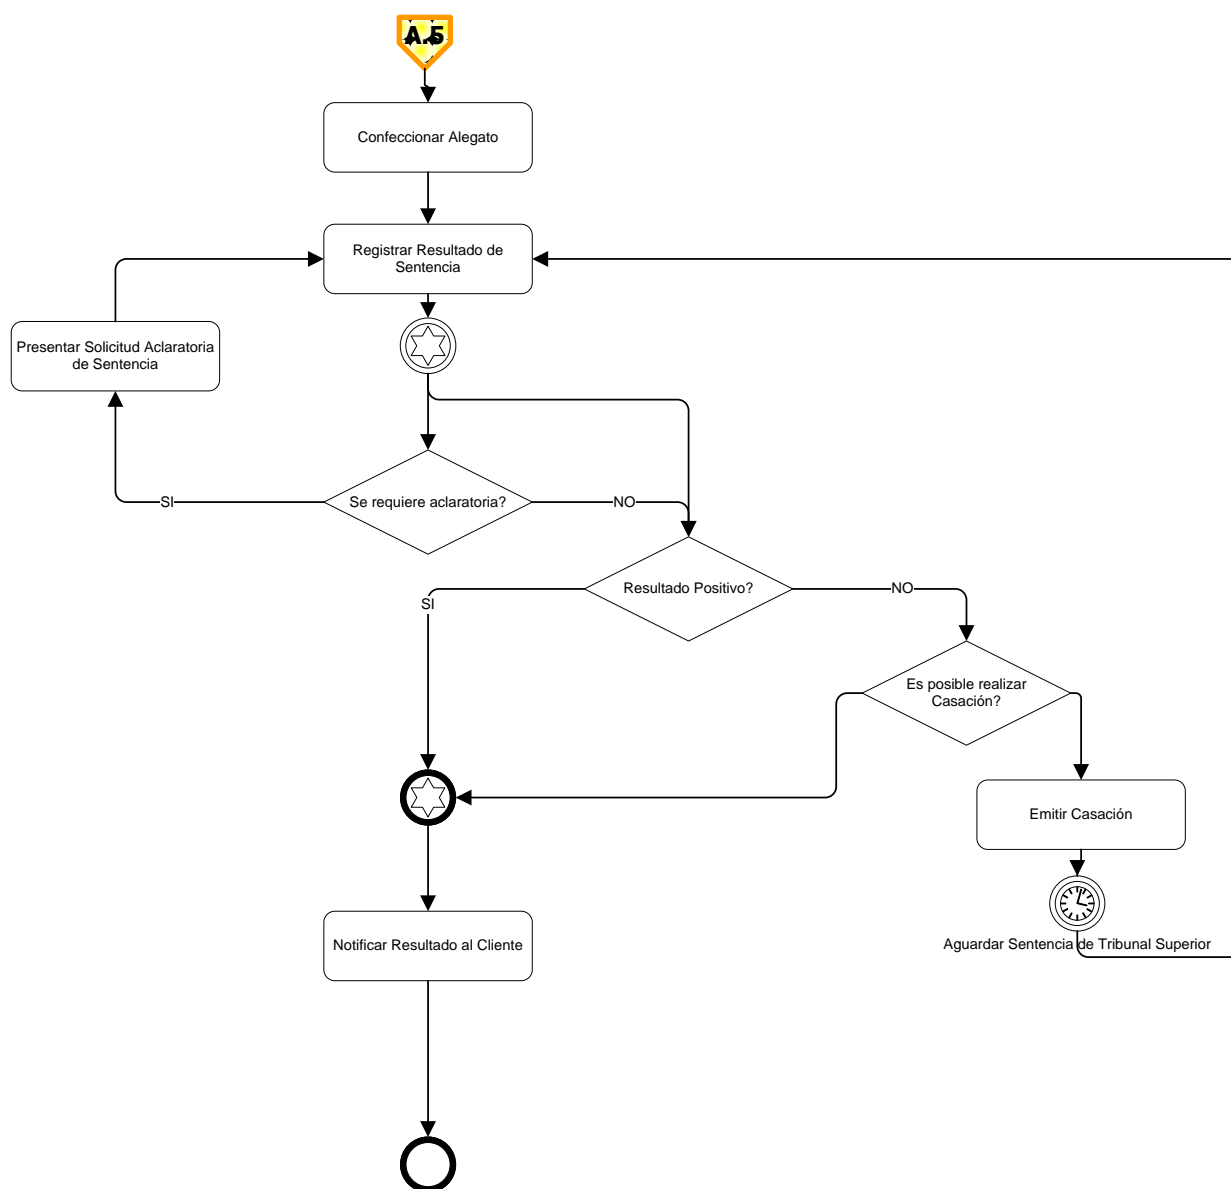 A.5
Confeccionar Alegato
Registrar Resultado de
Sentencia
Presentar Solicitud Aclaratoria
de Sentencia
Se requiere aclaratoria?
SI
NO
Resultado Positivo?
SI
NO
Es posible realizar
Casación?
Emitir Casación
Aguardar Sentencia de Tribunal Superior
Notificar Resultado al Cliente